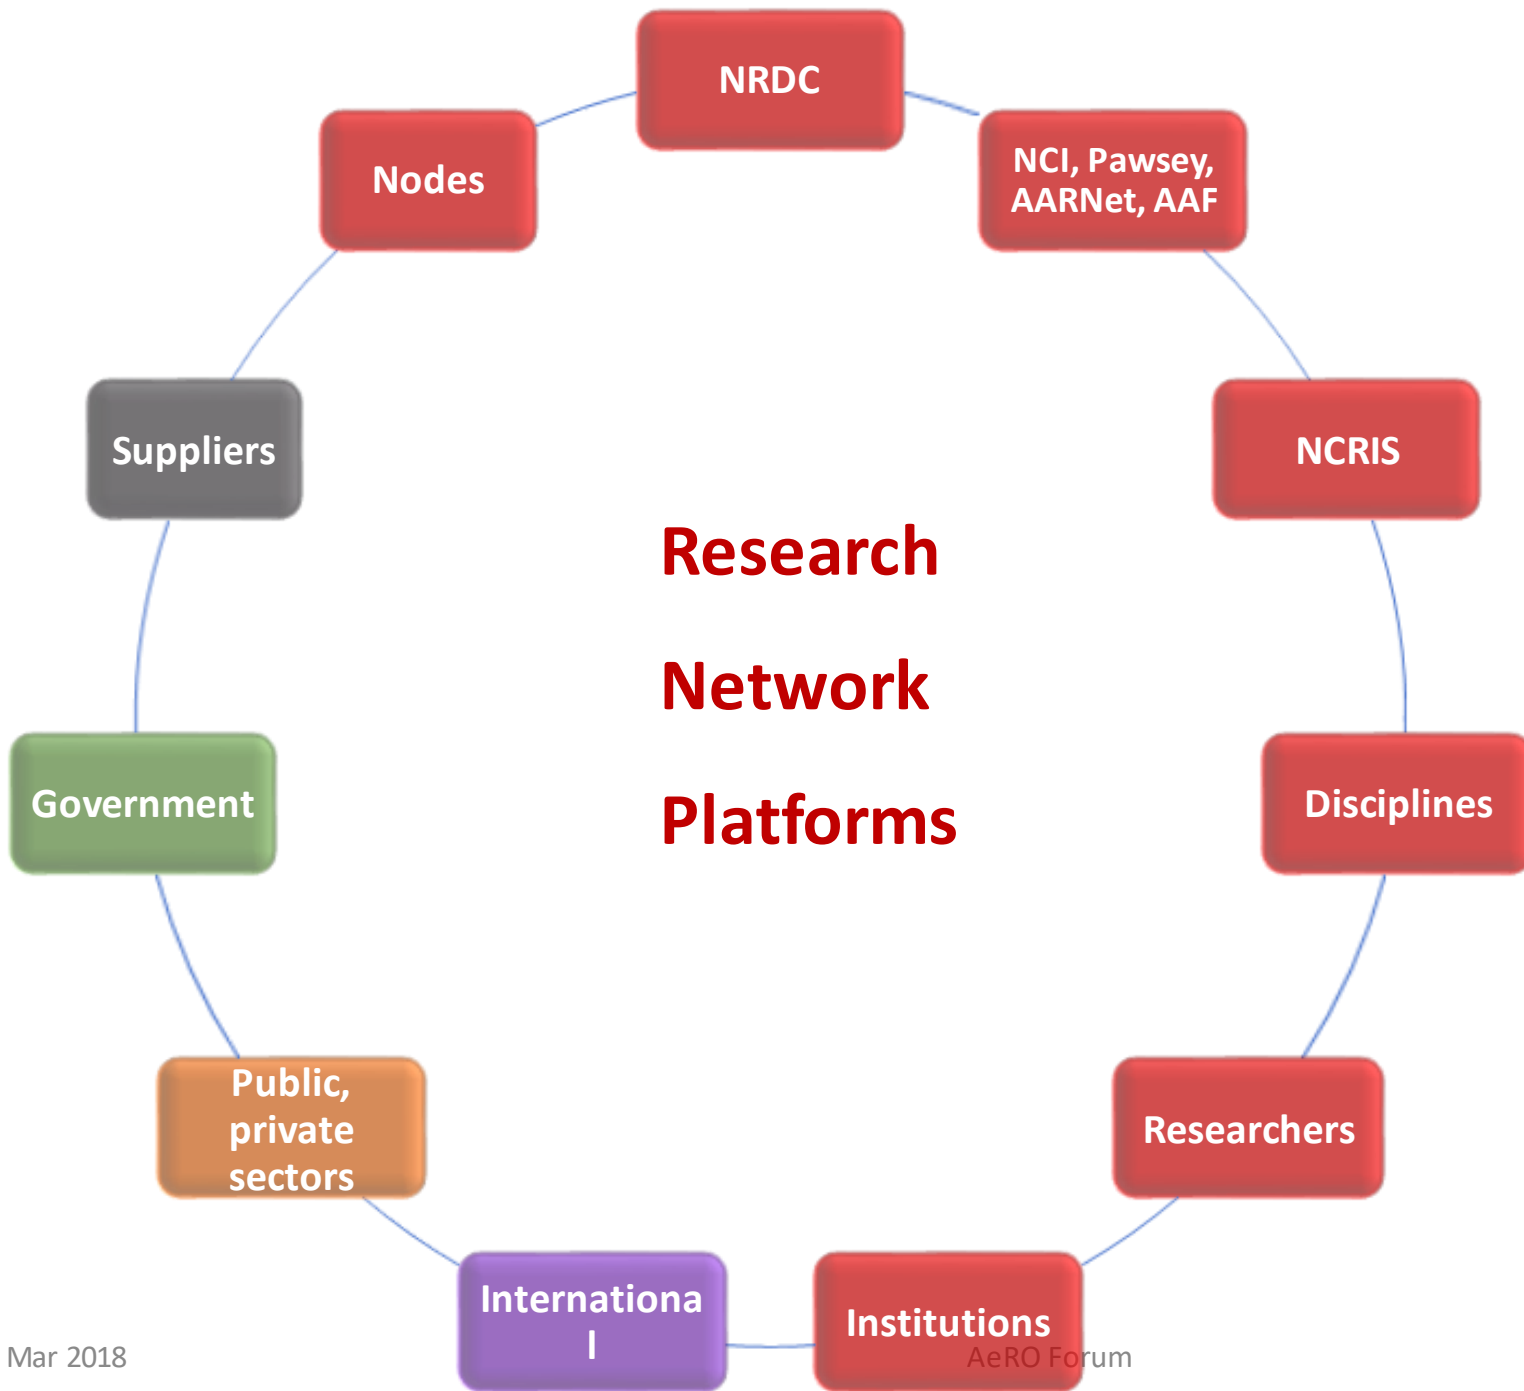 NRDC
NCI, Pawsey,
AARNet, AAF
NCRIS
Disciplines
Researchers
Institutions
Internationa
l
Public,
private
sectors
Government
Suppliers
Nodes
Research
Network
Platforms
Mar 2018
AeRO Forum